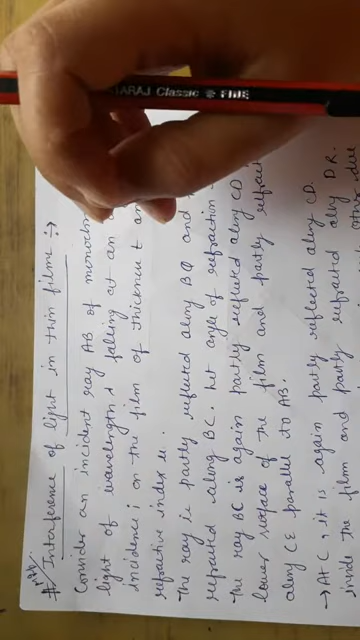 # Interference of light in thin films :→
Consider an incident ray AB of monochro
light of wavelength λ falling at an
incidence i on the film of thickness t an
refractive index u.
The ray is partly reflected along BQ and
refracted along BC. Let angle of refraction
The ray BC is again partly reflected along CD
lower surface of the film and partly refract
along CE parallel to AB.
→ At C, it is again partly reflected along CD.
inside the film and partly refracted along DR.
NATARAJ Classic FINE